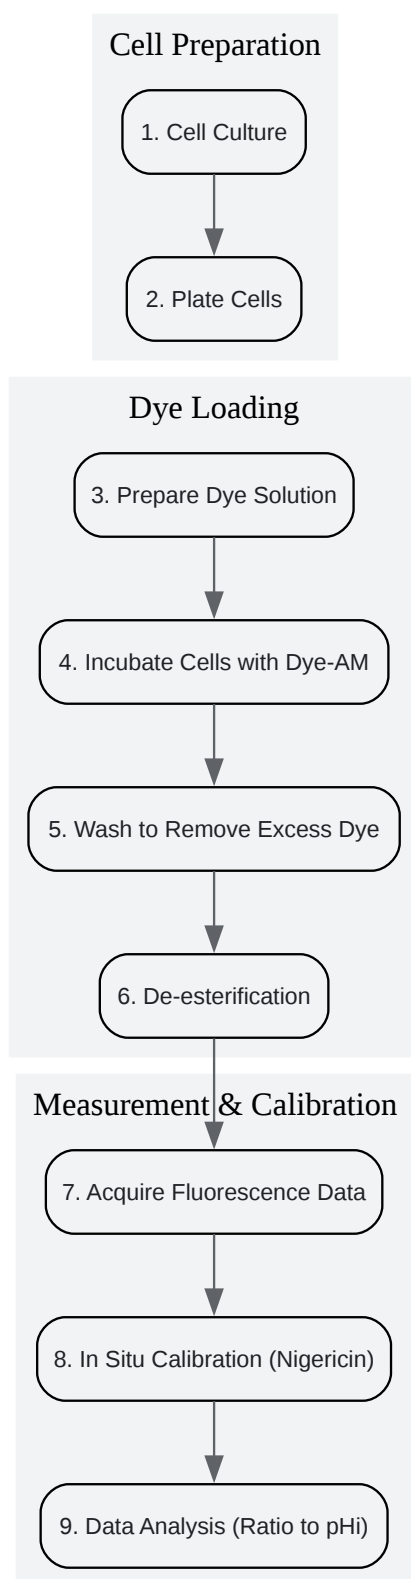 Cell Preparation
1. Cell Culture
2. Plate Cells
Dye Loading
3. Prepare Dye Solution
4. Incubate Cells with Dye-AM
5. Wash to Remove Excess Dye
6. De-esterification
Measurement & Calibration
7. Acquire Fluorescence Data
8. In Situ Calibration (Nigericin)
9. Data Analysis (Ratio to pHi)